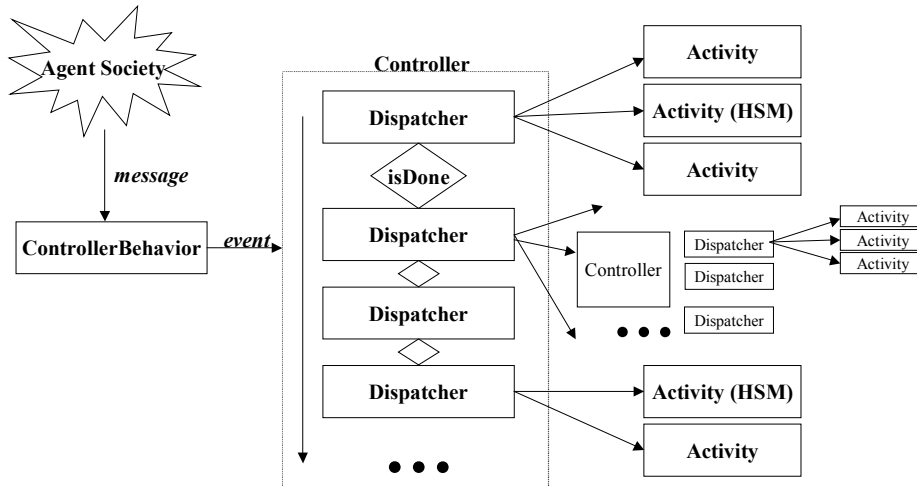 Agent Society
message
ControllerBehavior
event
Controller
Dispatcher
isDone
Dispatcher
Dispatcher
Dispatcher
Activity
Activity (HSM)
Activity
Controller
Dispatcher
Dispatcher
Dispatcher
Activity
Activity
Activity
Activity (HSM)
Activity